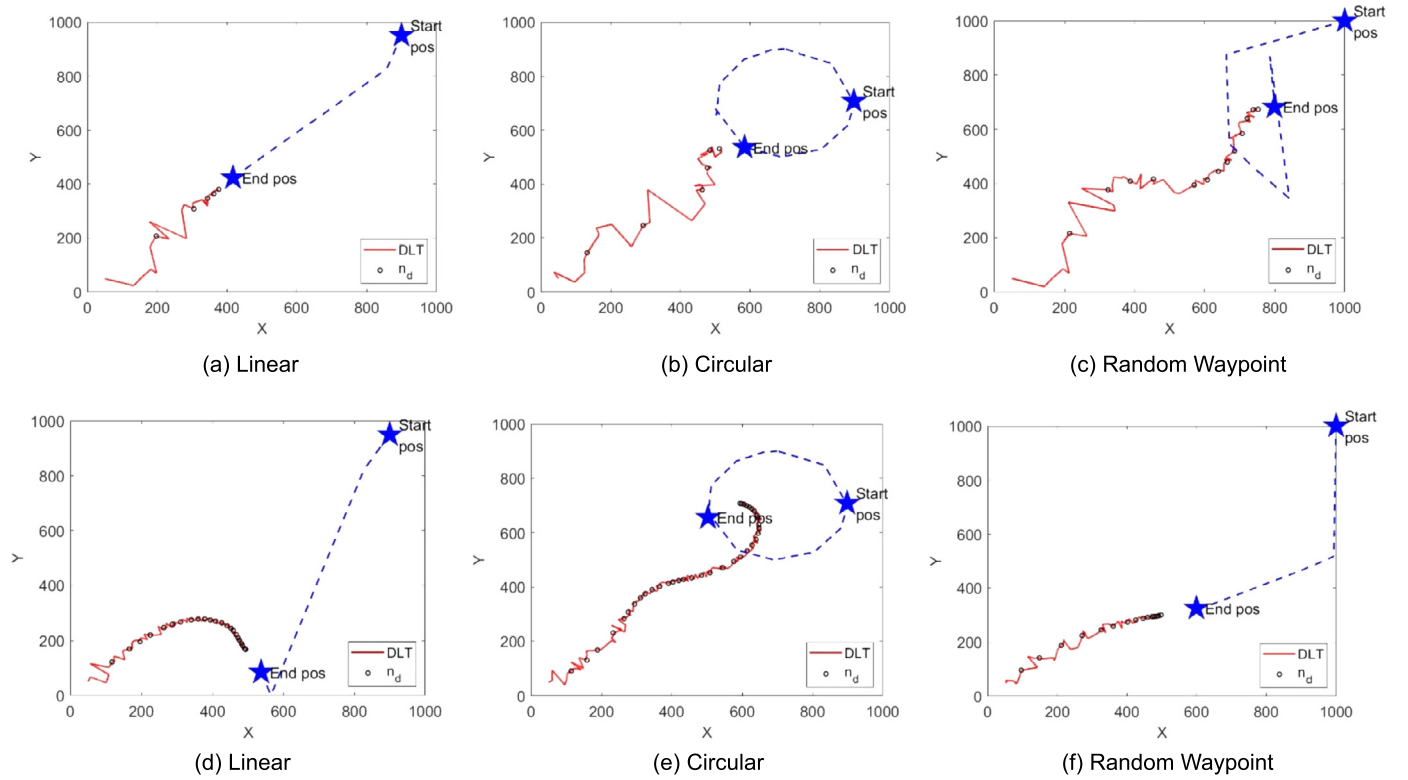 1000
800
600
400
200
0
Y
Start
pos
End pos
DLT
n_d
0 200 400 600 800 1000
X
(a) Linear
1000
800
600
400
200
0
Y
Start
pos
End pos
DLT
n_d
0 200 400 600 800 1000
X
(b) Circular
1000
800
600
400
200
0
Y
Start
pos
End pos
DLT
n_d
0 200 400 600 800 1000
X
(c) Random Waypoint
1000
800
600
400
200
0
Y
Start
pos
End pos
DLT
n_d
0 200 400 600 800 1000
X
(d) Linear
1000
800
600
400
200
0
Y
Start
pos
End pos
DLT
n_d
0 200 400 600 800 1000
X
(e) Circular
1000
800
600
400
200
0
Y
Start
pos
End pos
DLT
n_d
0 200 400 600 800 1000
X
(f) Random Waypoint